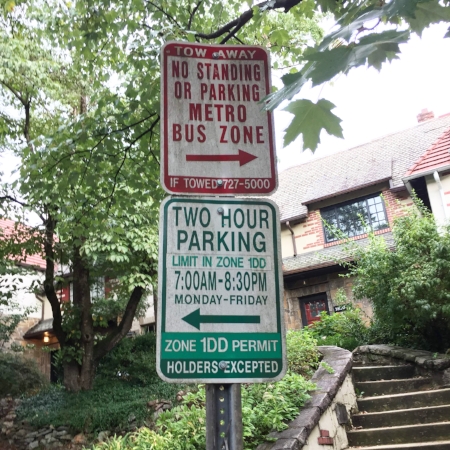 TOW AWAY
NO STANDING
OR PARKING
METRO
BUS ZONE
IF TOWED 727-5000
TWO HOUR
PARKING
LIMIT IN ZONE 1DD
7:00AM-8:30PM
MONDAY-FRIDAY
ZONE 1DD PERMIT
HOLDERS EXCEPTED